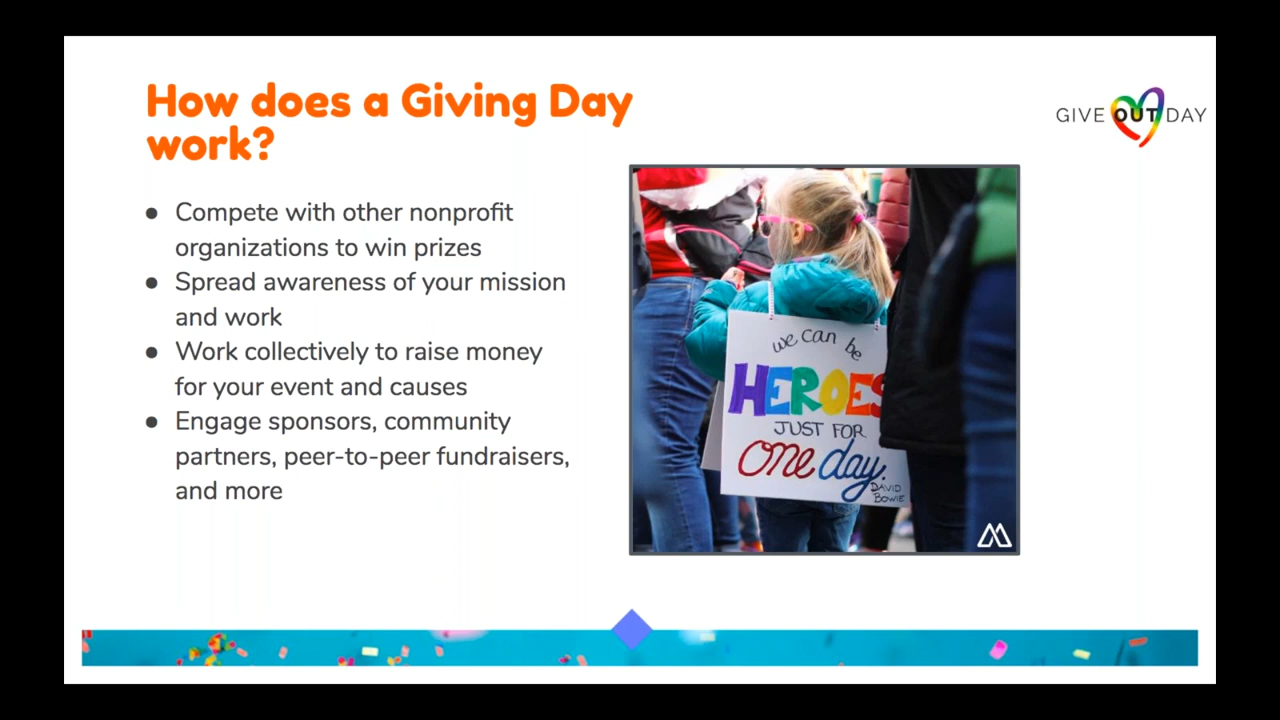 How does a Giving Day
work?
GIVE OUT DAY
● Compete with other nonprofit
organizations to win prizes
● Spread awareness of your mission
and work
● Work collectively to raise money
for your event and causes
● Engage sponsors, community
partners, peer-to-peer fundraisers,
and more
we can be
HEROES
JUST FOR
one day.
DAVID
BOWIE